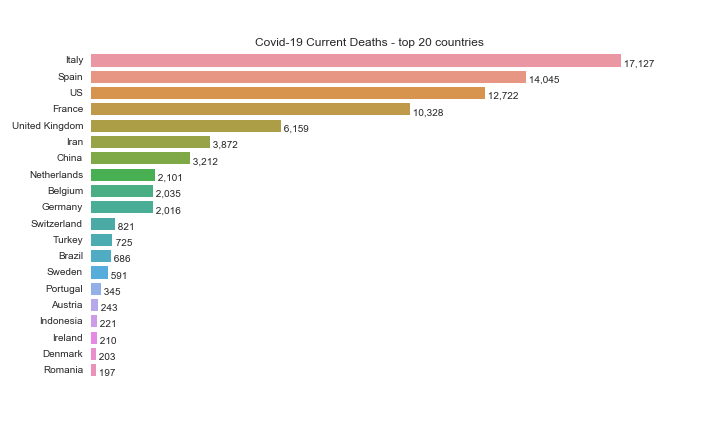 Covid-19 Current Deaths - top 20 countries
Italy 17,127
Spain 14,045
US 12,722
France 10,328
United Kingdom 6,159
Iran 3,872
China 3,212
Netherlands 2,101
Belgium 2,035
Germany 2,016
Switzerland 821
Turkey 725
Brazil 686
Sweden 591
Portugal 345
Austria 243
Indonesia 221
Ireland 210
Denmark 203
Romania 197